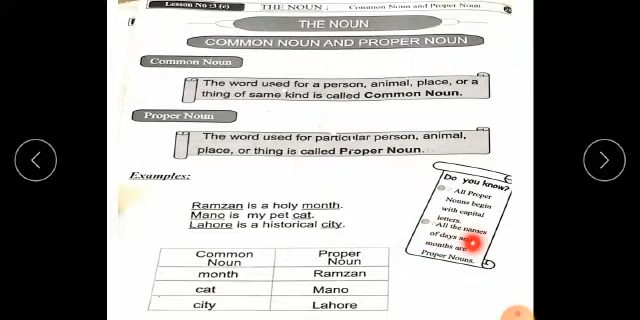 Lesson No :3 (c) THE NOUN : Common Noun and Proper Noun
THE NOUN
COMMON NOUN AND PROPER NOUN
Common Noun
The word used for a person, animal, place, or a
thing of same kind is called Common Noun.
Proper Noun
The word used for particular person, animal,
place, or thing is called Proper Noun.
Examples:
Ramzan is a holy month.
Mano is my pet cat.
Lahore is a historical city.
Do you know?
All Proper
Nouns begin
with capital
letters.
All the names
of days and
months are
Proper Nouns.
Common Noun Proper Noun
month Ramzan
cat Mano
city Lahore